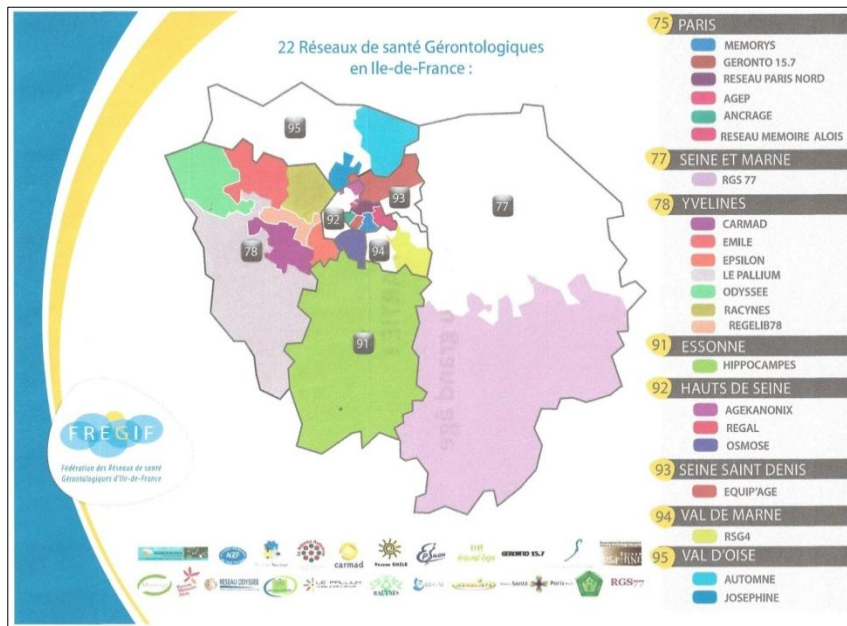 22 Réseaux de santé Gérontologiques
en Ile-de-France :
95
93
92
77
78
94
91
FREGIF
Fédération des Réseaux de santé
Gérontologiques d'Ile-de-France
75 PARIS
MEMORYS
GERONTO 15.7
RESEAU PARIS NORD
AGEP
ANCRAGE
RESEAU MEMOIRE ALOIS
77 SEINE ET MARNE
RGS 77
78 YVELINES
CARMAD
EMILE
EPSILON
LE PALLIUM
ODYSSEE
RACYNES
REGELIB78
91 ESSONNE
HIPPOCAMPES
92 HAUTS DE SEINE
AGEKANONIX
REGAL
OSMOSE
93 SEINE SAINT DENIS
EQUIP'AGE
94 VAL DE MARNE
RSG4
95 VAL D'OISE
AUTOMNE
JOSEPHINE
carmad
GERONTO 15.7
RESEAU ODYSSEE
LE PALLIUM
RACYNES
RGS77